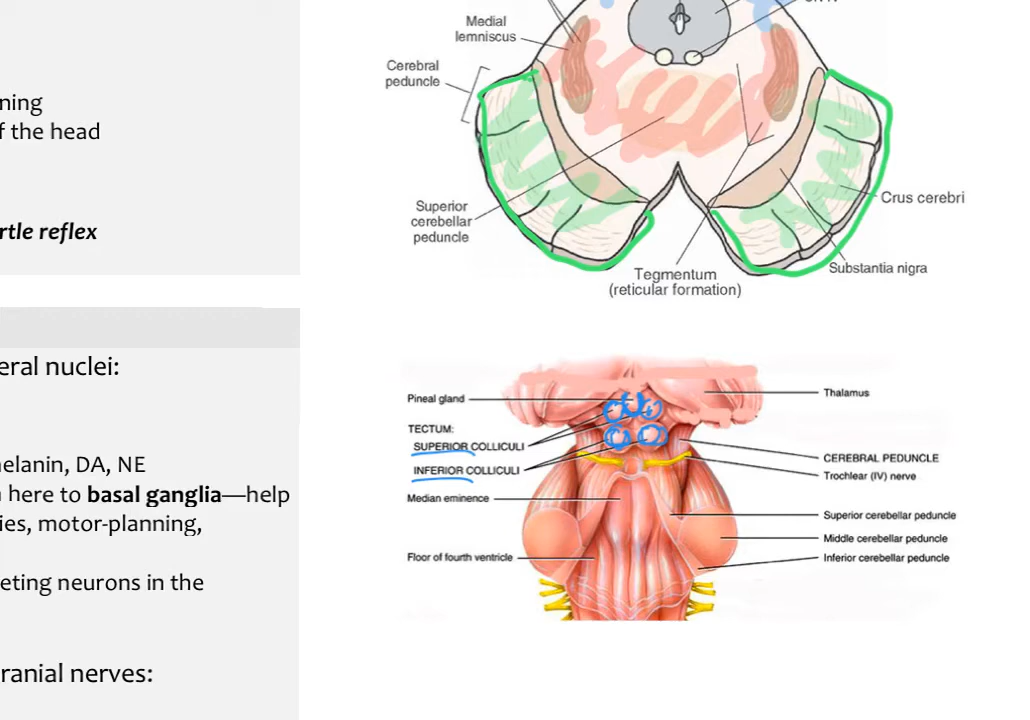 ning
f the head
rtle reflex
eral nuclei:
elanin, DA, NE
here to basal ganglia—help
ies, motor-planning,
eting neurons in the
ranial nerves:
Medial
lemniscus
Cerebral
peduncle
Superior
cerebellar
peduncle
Crus cerebri
Substantia nigra
Tegmentum
(reticular formation)
Pineal gland
TECTUM:
SUPERIOR COLLICULI
INFERIOR COLLICULI
Median eminence
Floor of fourth ventricle
Thalamus
CEREBRAL PEDUNCLE
Trochlear (IV) nerve
Superior cerebellar peduncle
Middle cerebellar peduncle
Inferior cerebellar peduncle